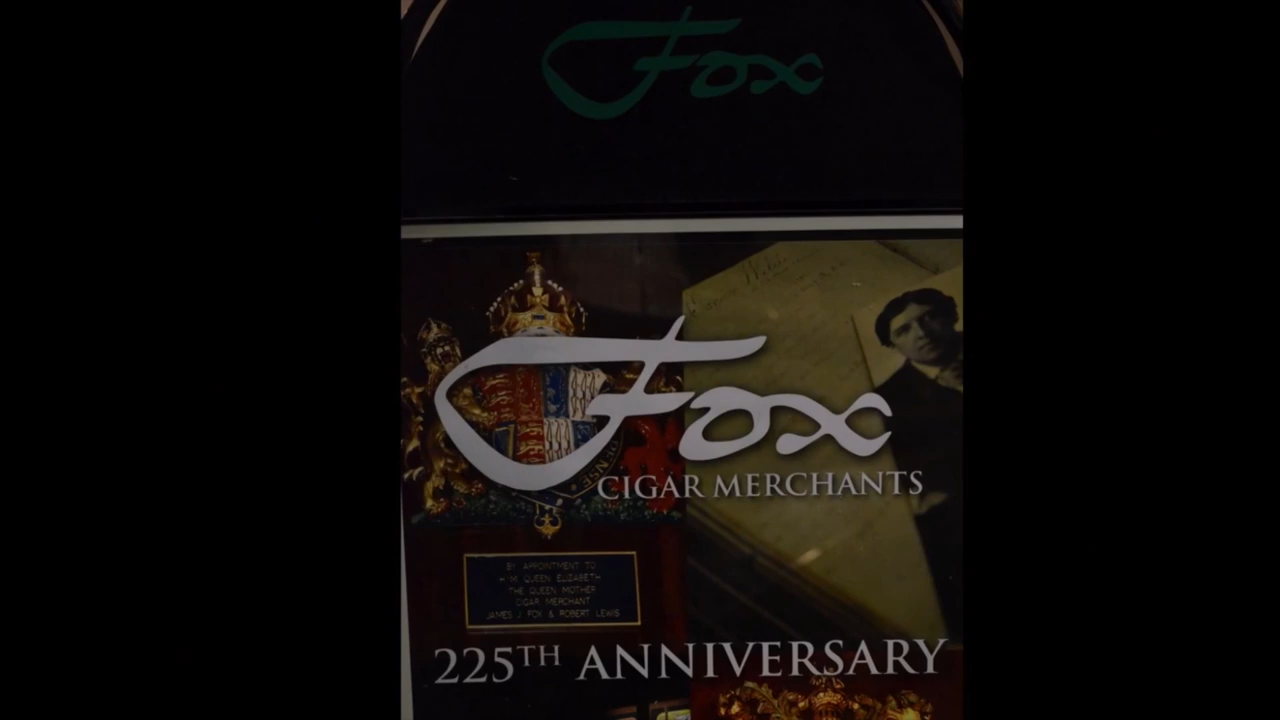 Fox
Fox
CIGAR MERCHANTS
DENSE
BY APPOINTMENT TO
H.M. QUEEN ELIZABETH
THE QUEEN MOTHER
CIGAR MERCHANT
JAMES J FOX & ROBERT LEWIS
225TH ANNIVERSARY